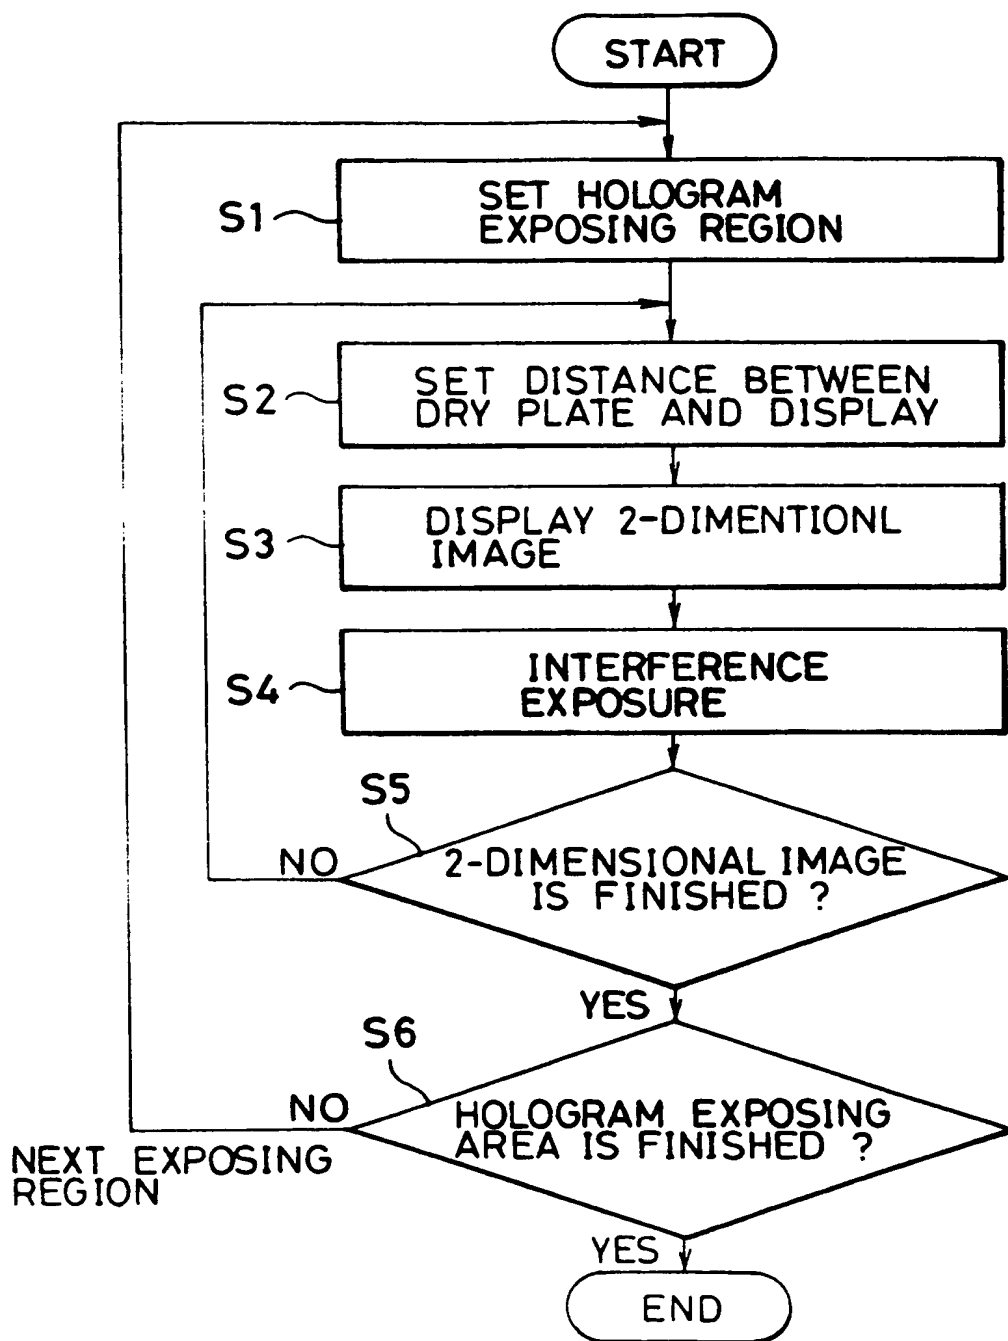 START
S1
SET HOLOGRAM
EXPOSING REGION
S2
SET DISTANCE BETWEEN
DRY PLATE AND DISPLAY
S3
DISPLAY 2-DIMENTIONL
IMAGE
S4
INTERFERENCE
EXPOSURE
S5
NO
2-DIMENSIONAL IMAGE
IS FINISHED ?
YES
S6
NO
HOLOGRAM EXPOSING
AREA IS FINISHED ?
NEXT EXPOSING
REGION
YES
END